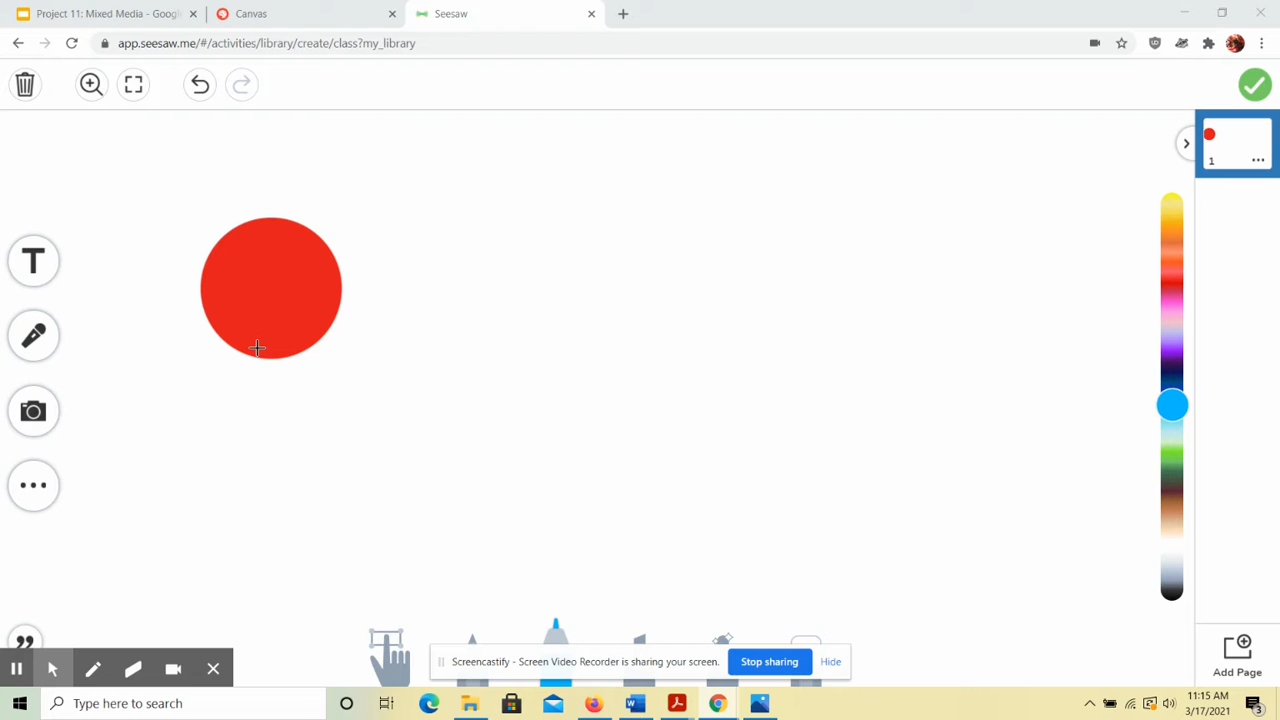 Project 11: Mixed Media - Googl
Canvas
Seesaw
app.seesaw.me/#/activities/library/create/class?my_library
1
T
Add Page
Screencastify - Screen Video Recorder is sharing your screen.
Stop sharing
Hide
Type here to search
11:15 AM
3/17/2021
3